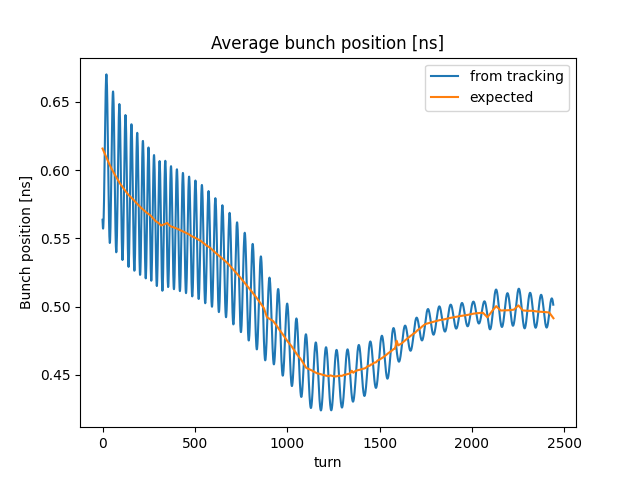 Average bunch position [ns]
from tracking
expected
0.65
0.60
0.55
0.50
0.45
Bunch position [ns]
0
500
1000
1500
2000
2500
turn